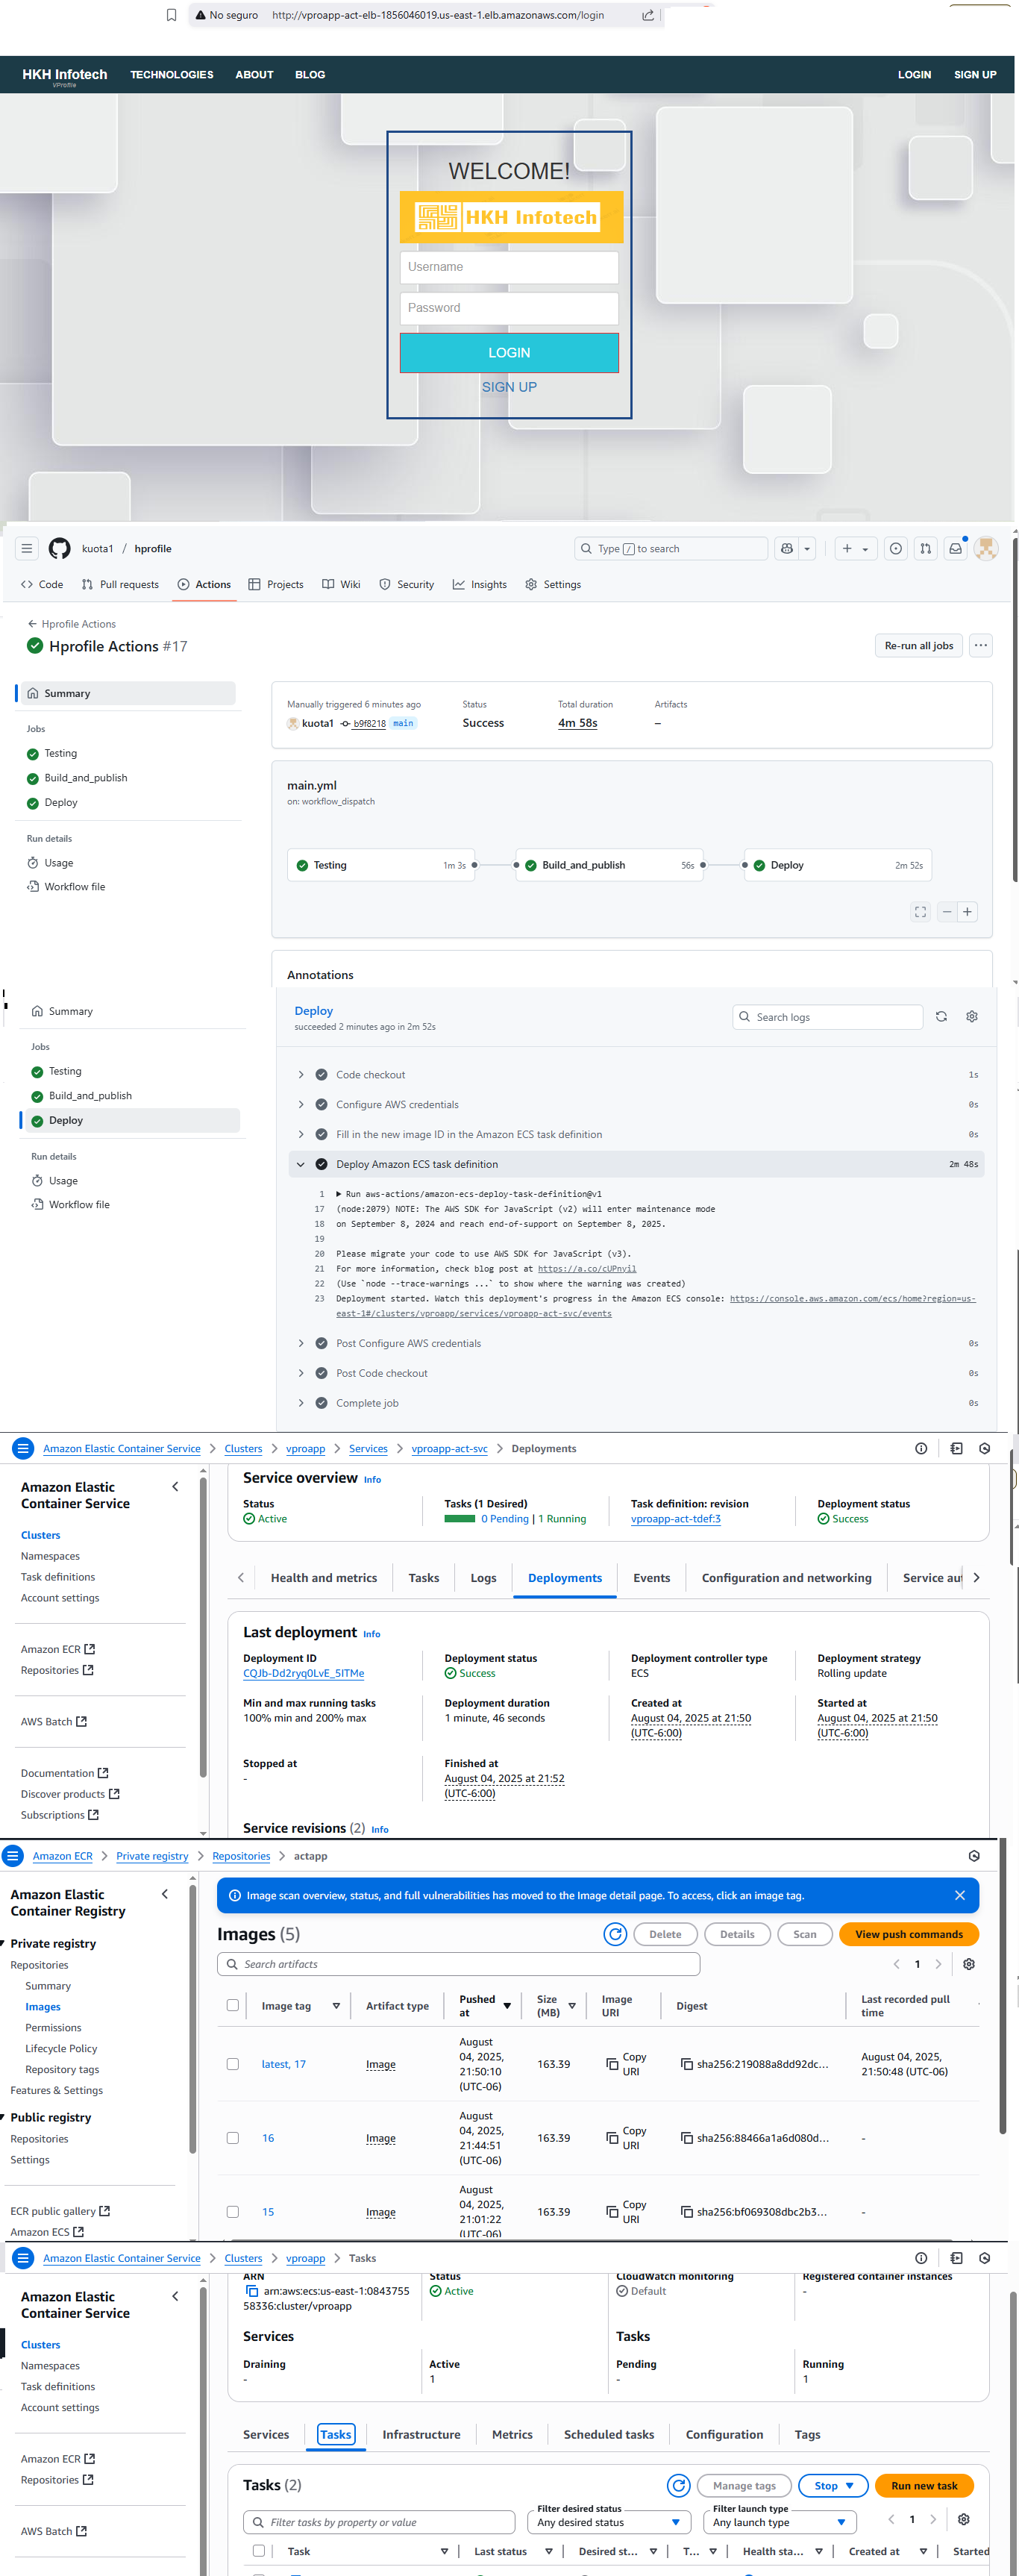 No seguro http://vproapp-act-elb-1856046019.us-east-1.elb.amazonaws.com/login
HKH Infotech TECHNOLOGIES ABOUT BLOG LOGIN SIGN UP
VProfile
WELCOME!
HKH Infotech
Username
Password
LOGIN
SIGN UP
kuota1 / hprofile Type / to search
Code Pull requests Actions Projects Wiki Security Insights Settings
Hprofile Actions
Hprofile Actions #17 Re-run all jobs
Summary
Manually triggered 6 minutes ago Status Total duration Artifacts
kuota1 b9f8218 main Success 4m 58s –
Jobs
Testing
Build_and_publish
Deploy
Run details
Usage
Workflow file
main.yml
on: workflow_dispatch
Testing 1m 3s Build_and_publish 56s Deploy 2m 52s
Annotations
Summary
Jobs
Testing
Build_and_publish
Deploy
Run details
Usage
Workflow file
Deploy
succeeded 2 minutes ago in 2m 52s
Search logs
Code checkout 1s
Configure AWS credentials 0s
Fill in the new image ID in the Amazon ECS task definition 0s
Deploy Amazon ECS task definition 2m 48s
1 Run aws-actions/amazon-ecs-deploy-task-definition@v1
17 (node:2079) NOTE: The AWS SDK for JavaScript (v2) will enter maintenance mode
18 on September 8, 2024 and reach end-of-support on September 8, 2025.
19
20 Please migrate your code to use AWS SDK for JavaScript (v3).
21 For more information, check blog post at https://a.co/cUPnyil
22 (Use `node --trace-warnings ...` to show where the warning was created)
23 Deployment started. Watch this deployment's progress in the Amazon ECS console: https://console.aws.amazon.com/ecs/home?region=us-
east-1#/clusters/vproapp/services/vproapp-act-svc/events
Post Configure AWS credentials 0s
Post Code checkout 0s
Complete job 0s
Amazon Elastic Container Service Clusters vproapp Services vproapp-act-svc Deployments
Amazon Elastic
Container Service
Clusters
Namespaces
Task definitions
Account settings
Amazon ECR
Repositories
AWS Batch
Documentation
Discover products
Subscriptions
Service overview Info
Status Tasks (1 Desired) Task definition: revision Deployment status
Active 0 Pending | 1 Running vproapp-act-tdef:3 Success
Health and metrics Tasks Logs Deployments Events Configuration and networking Service au
Last deployment Info
Deployment ID Deployment status Deployment controller type Deployment strategy
CQJb-Dd2ryq0LvE_5ITMe Success ECS Rolling update
Min and max running tasks Deployment duration Created at Started at
100% min and 200% max 1 minute, 46 seconds August 04, 2025 at 21:50 August 04, 2025 at 21:50
(UTC-6:00) (UTC-6:00)
Stopped at Finished at
- August 04, 2025 at 21:52
(UTC-6:00)
Service revisions (2) Info
Amazon ECR Private registry Repositories actapp
Amazon Elastic
Container Registry
Private registry
Repositories
Summary
Images
Permissions
Lifecycle Policy
Repository tags
Features & Settings
Public registry
Repositories
Settings
ECR public gallery
Amazon ECS
Image scan overview, status, and full vulnerabilities has moved to the Image detail page. To access, click an image tag.
Images (5) Delete Details Scan View push commands
Search artifacts 1
Image tag Artifact type Pushed at Size (MB) Image URI Digest Last recorded pull time
latest, 17 Image August 04, 2025, 21:50:10 (UTC-06) 163.39 Copy URI sha256:219088a8dd92dc... August 04, 2025, 21:50:48 (UTC-06)
16 Image August 04, 2025, 21:44:51 (UTC-06) 163.39 Copy URI sha256:88466a1a6d080d... -
15 Image August 04, 2025, 21:01:22 (UTC-06) 163.39 Copy URI sha256:bf069308dbc2b3... -
Amazon Elastic Container Service Clusters vproapp Tasks
Amazon Elastic
Container Service
Clusters
Namespaces
Task definitions
Account settings
Amazon ECR
Repositories
AWS Batch
ARN Status CloudWatch monitoring Registered container instances
arn:aws:ecs:us-east-1:0843755 Active Default -
58336:cluster/vproapp
Services Tasks
Draining Active Pending Running
- 1 - 1
Services Tasks Infrastructure Metrics Scheduled tasks Configuration Tags
Tasks (2) Manage tags Stop Run new task
Filter desired status Filter launch type
Filter tasks by property or value Any desired status Any launch type 1
Task Last status Desired st... T... Health sta... Created at Started